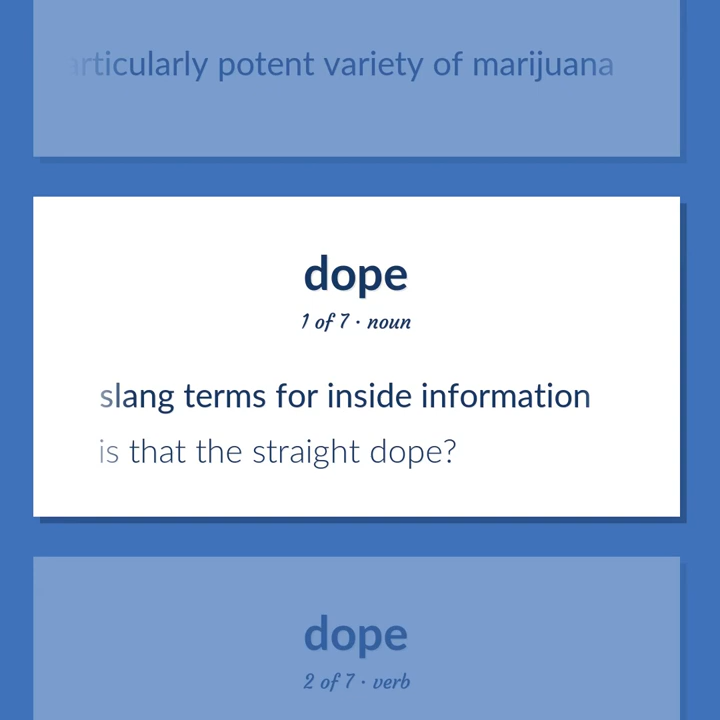 rticularly potent variety of marijuana
dope
1 of 7 · noun
slang terms for inside information
is that the straight dope?
dope
2 of 7 · verb